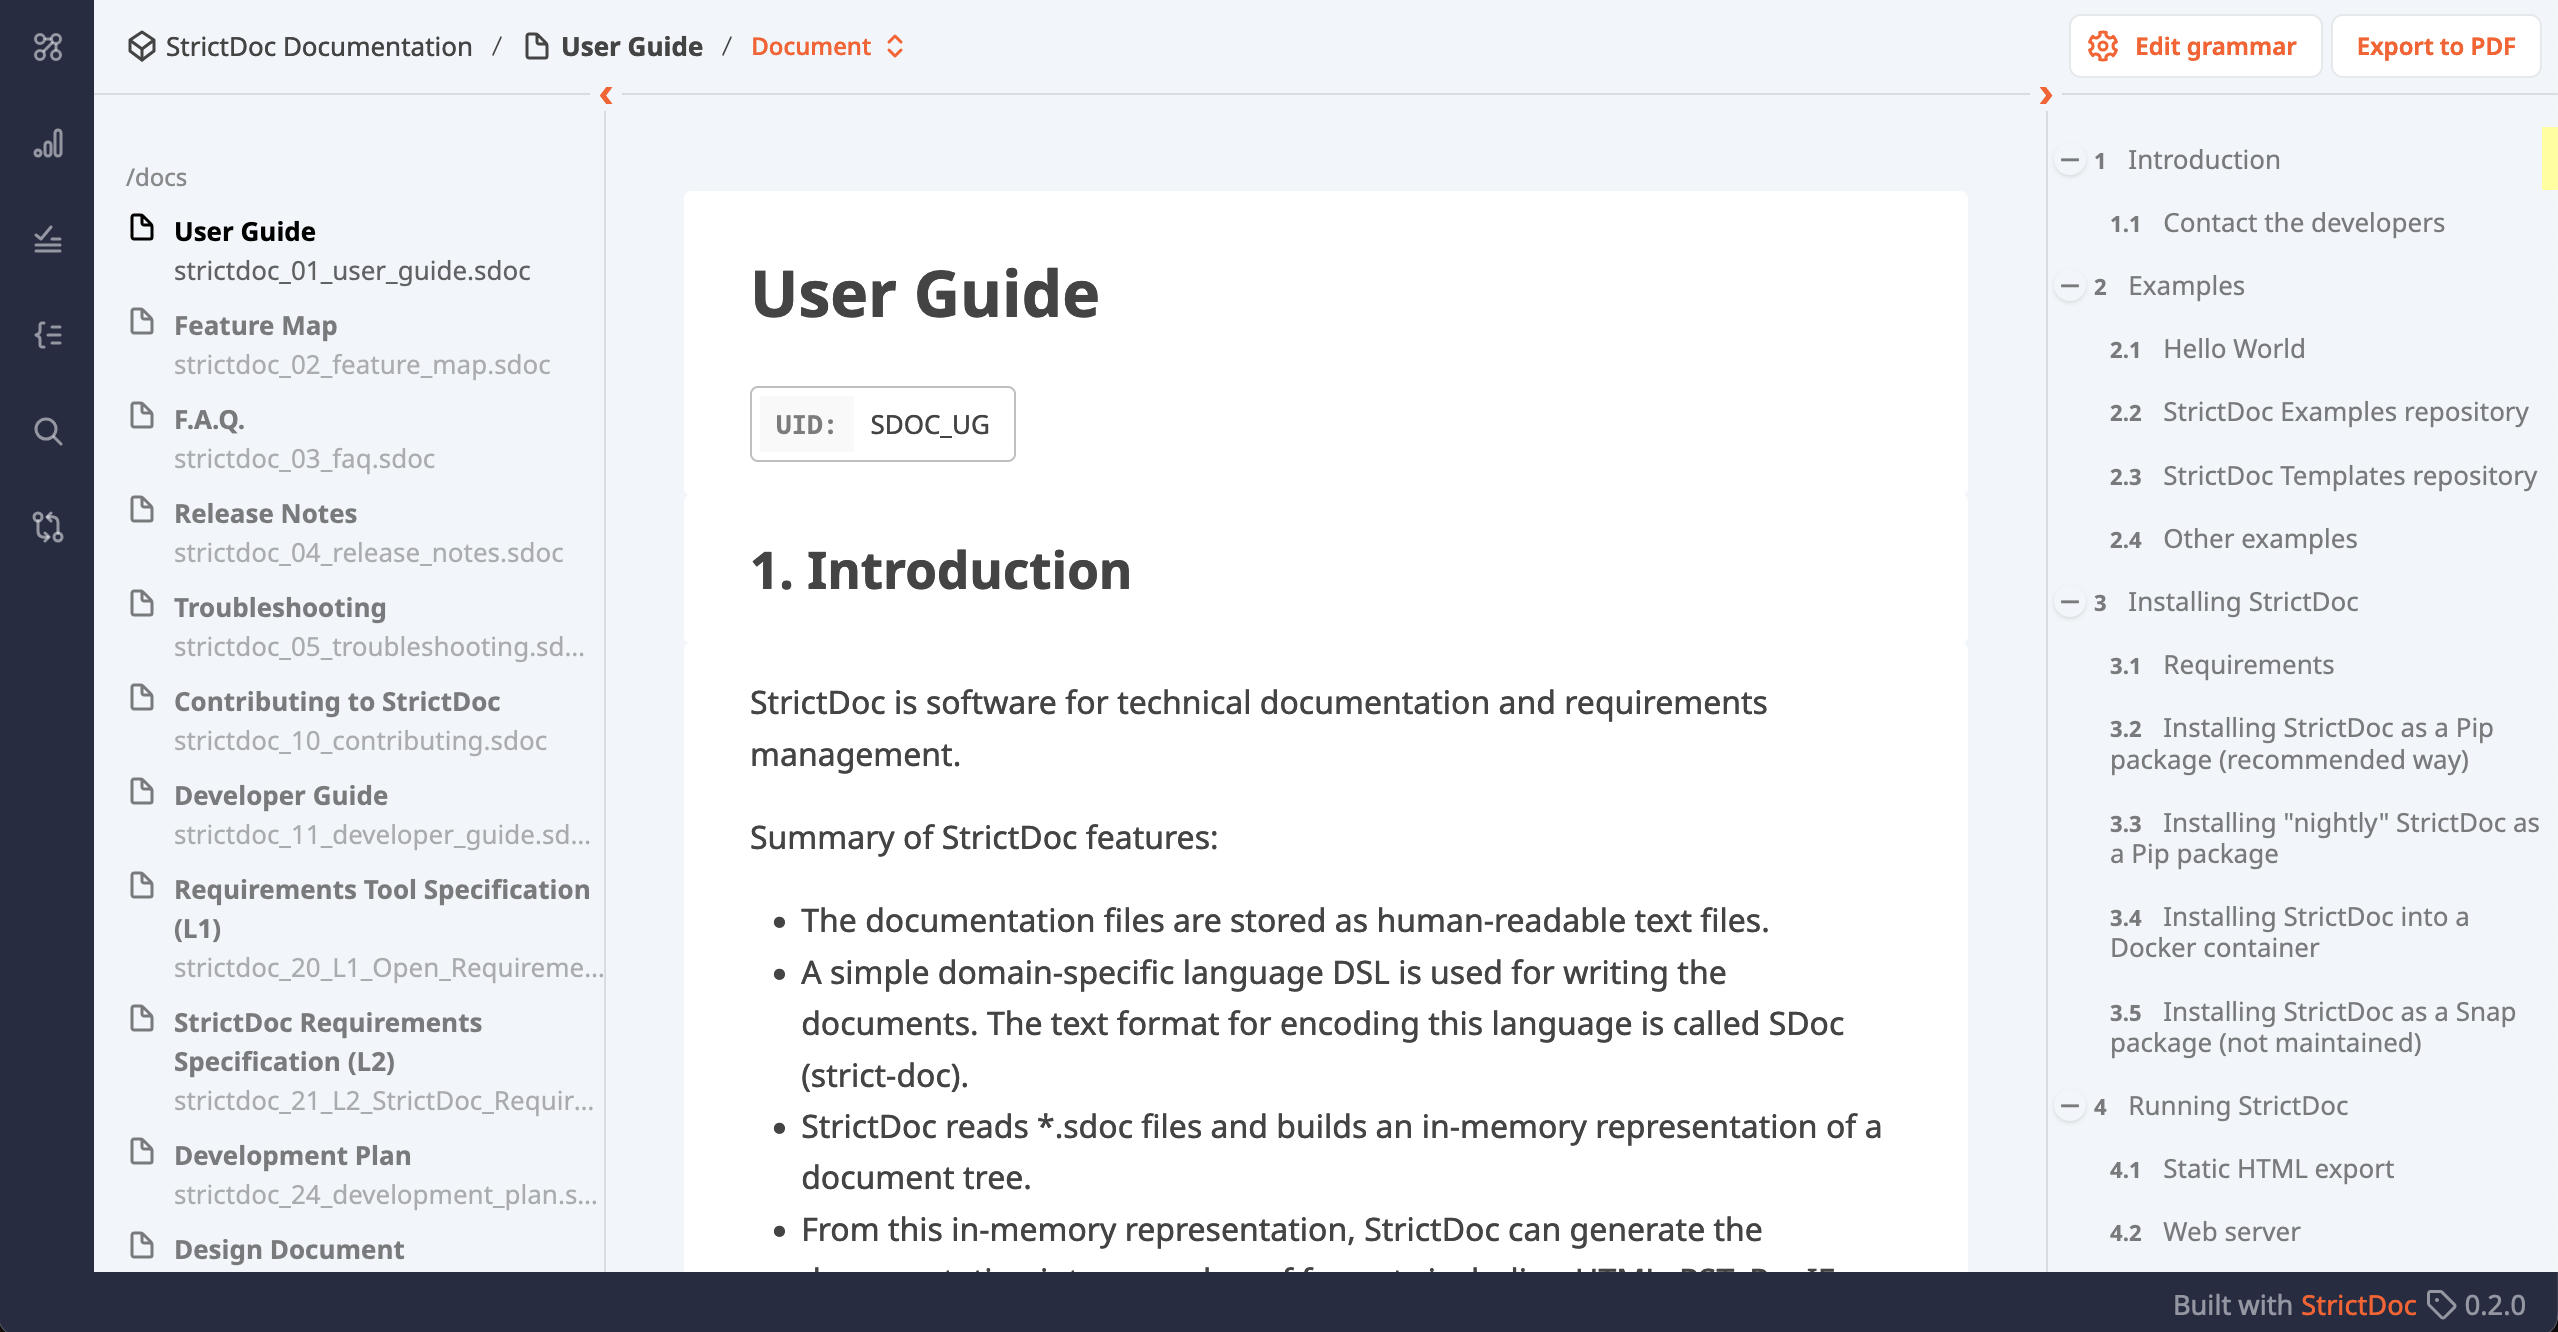 StrictDoc Documentation / User Guide / Document
Edit grammar
Export to PDF
/docs
User Guide
strictdoc_01_user_guide.sdoc
Feature Map
strictdoc_02_feature_map.sdoc
F.A.Q.
strictdoc_03_faq.sdoc
Release Notes
strictdoc_04_release_notes.sdoc
Troubleshooting
strictdoc_05_troubleshooting.sd...
Contributing to StrictDoc
strictdoc_10_contributing.sdoc
Developer Guide
strictdoc_11_developer_guide.sd...
Requirements Tool Specification
(L1)
strictdoc_20_L1_Open_Requireme...
StrictDoc Requirements
Specification (L2)
strictdoc_21_L2_StrictDoc_Requir...
Development Plan
strictdoc_24_development_plan.s...
Design Document
User Guide
UID: SDOC_UG
1. Introduction
StrictDoc is software for technical documentation and requirements
management.
Summary of StrictDoc features:
• The documentation files are stored as human-readable text files.
• A simple domain-specific language DSL is used for writing the
documents. The text format for encoding this language is called SDoc
(strict-doc).
• StrictDoc reads *.sdoc files and builds an in-memory representation of a
document tree.
• From this in-memory representation, StrictDoc can generate the
1 Introduction
1.1 Contact the developers
2 Examples
2.1 Hello World
2.2 StrictDoc Examples repository
2.3 StrictDoc Templates repository
2.4 Other examples
3 Installing StrictDoc
3.1 Requirements
3.2 Installing StrictDoc as a Pip
package (recommended way)
3.3 Installing "nightly" StrictDoc as
a Pip package
3.4 Installing StrictDoc into a
Docker container
3.5 Installing StrictDoc as a Snap
package (not maintained)
4 Running StrictDoc
4.1 Static HTML export
4.2 Web server
Built with StrictDoc 0.2.0